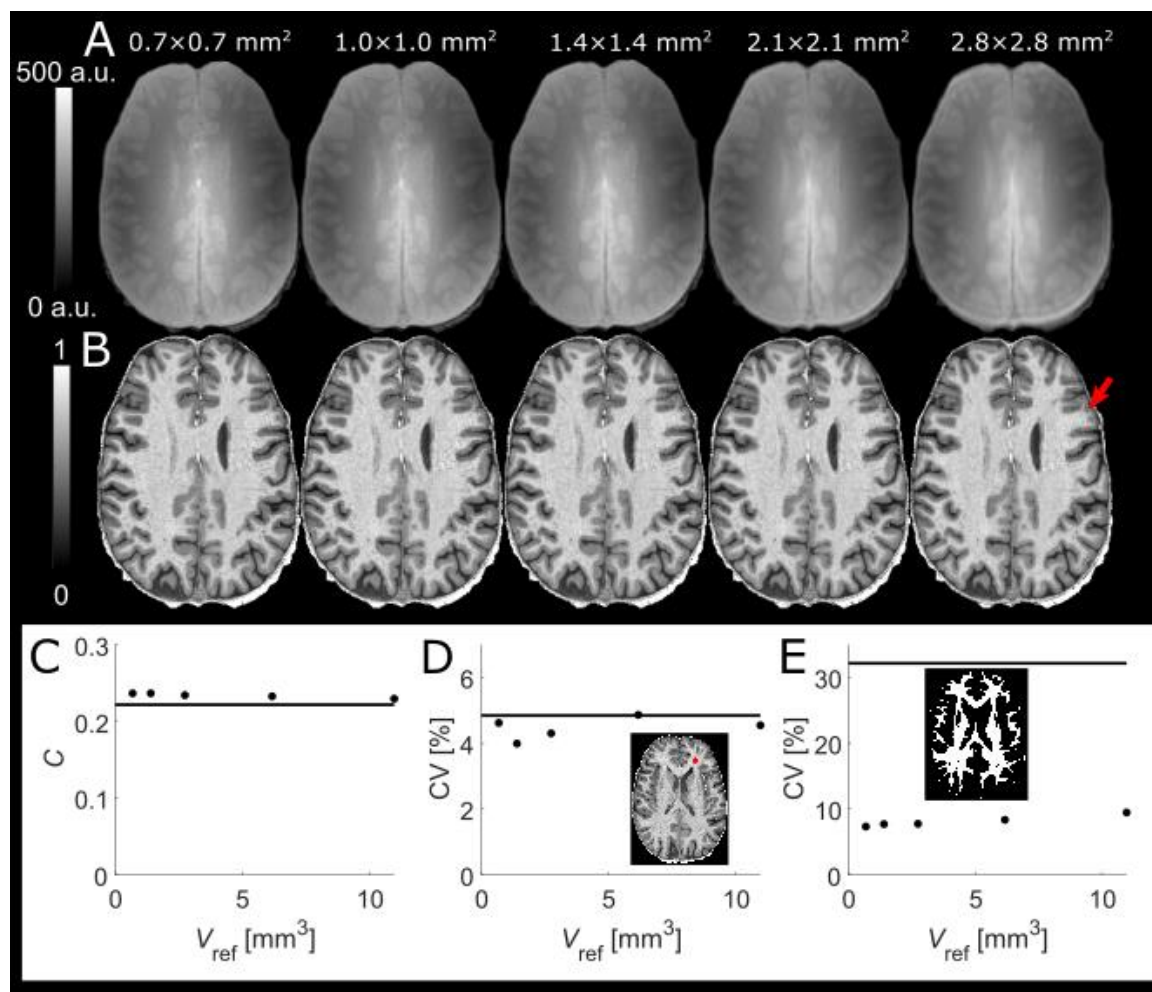 A
0.7×0.7 mm² 1.0×1.0 mm² 1.4×1.4 mm² 2.1×2.1 mm² 2.8×2.8 mm²
500 a.u.
0 a.u.
B
1
0
C
0.3
0.2
0.1
0
C
0 5 10
V_ref [mm³]
D
6
4
2
0
CV [%]
0 5 10
V_ref [mm³]
E
30
20
10
0
CV [%]
0 5 10
V_ref [mm³]